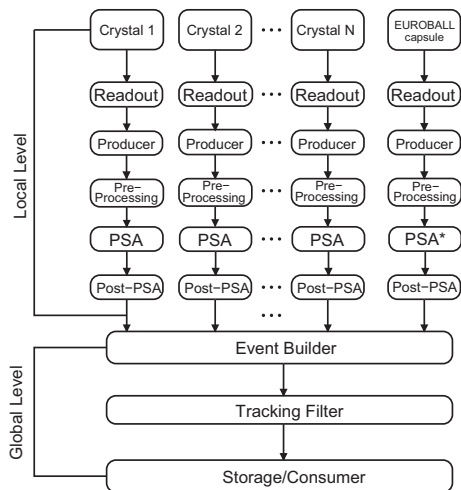 Crystal 1
Crystal 2
...
Crystal N
EUROBALL
capsule
Readout
Readout
...
Readout
Readout
Producer
Producer
...
Producer
Producer
Pre-
Processing
Pre-
Processing
...
Pre-
Processing
Pre-
Processing
PSA
PSA
...
PSA
PSA*
Post-PSA
Post-PSA
...
Post-PSA
Post-PSA
...
Local Level
Event Builder
Tracking Filter
Storage/Consumer
Global Level